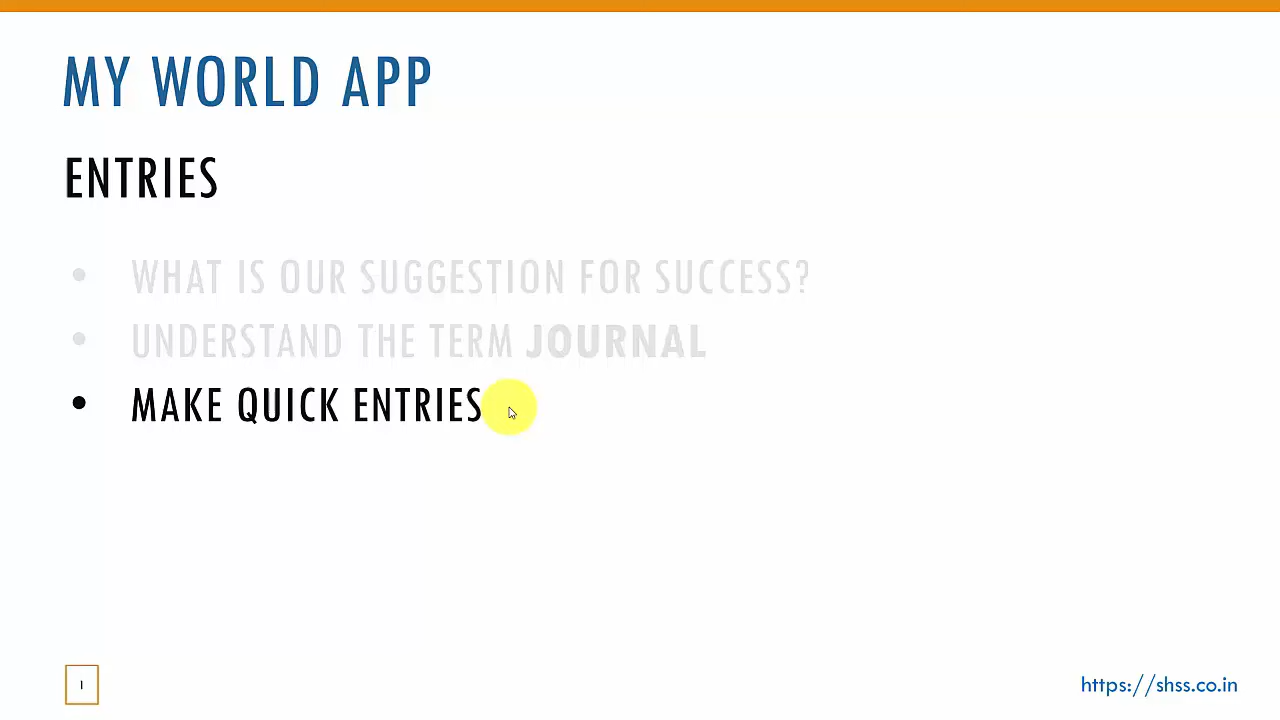 MY WORLD APP
ENTRIES
• WHAT IS OUR SUGGESTION FOR SUCCESS?
• UNDERSTAND THE TERM JOURNAL
• MAKE QUICK ENTRIES
1
https://shss.co.in